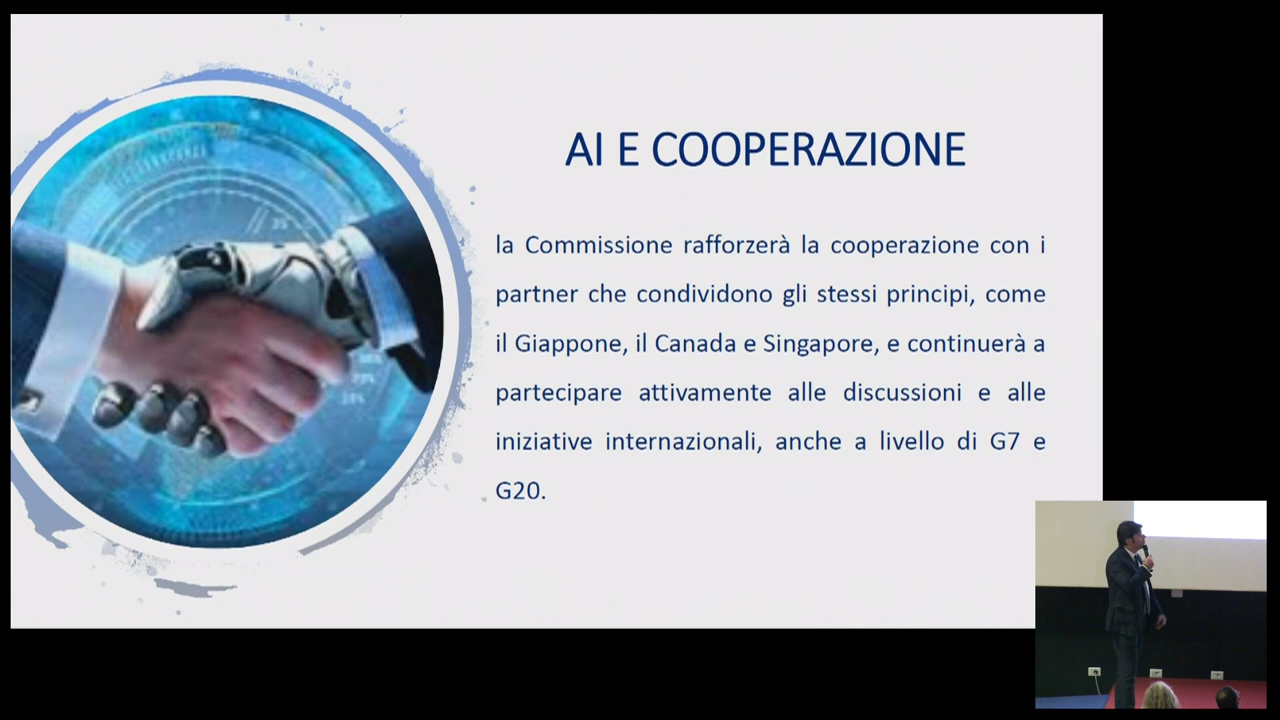 AI E COOPERAZIONE
la Commissione rafforzerà la cooperazione con i
partner che condividono gli stessi principi, come
il Giappone, il Canada e Singapore, e continuerà a
partecipare attivamente alle discussioni e alle
iniziative internazionali, anche a livello di G7 e
G20.